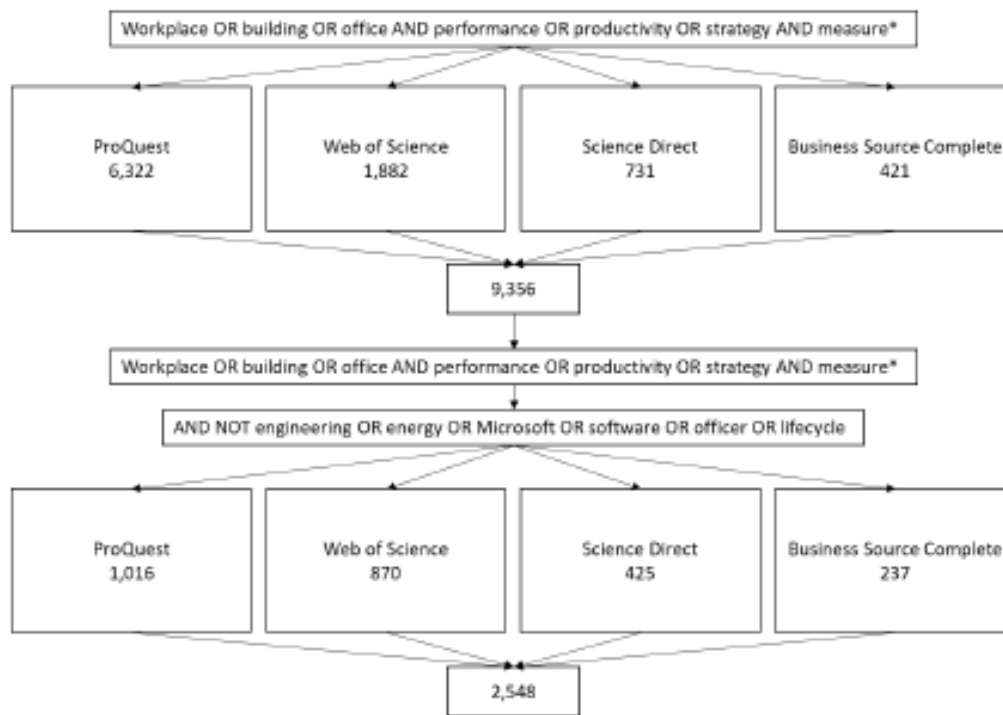 Workplace OR building OR office AND performance OR productivity OR strategy AND measure*
ProQuest
6,322
Web of Science
1,882
Science Direct
731
Business Source Complete
421
9,356
Workplace OR building OR office AND performance OR productivity OR strategy AND measure*
AND NOT engineering OR energy OR Microsoft OR software OR officer OR lifecycle
ProQuest
1,016
Web of Science
870
Science Direct
425
Business Source Complete
237
2,548